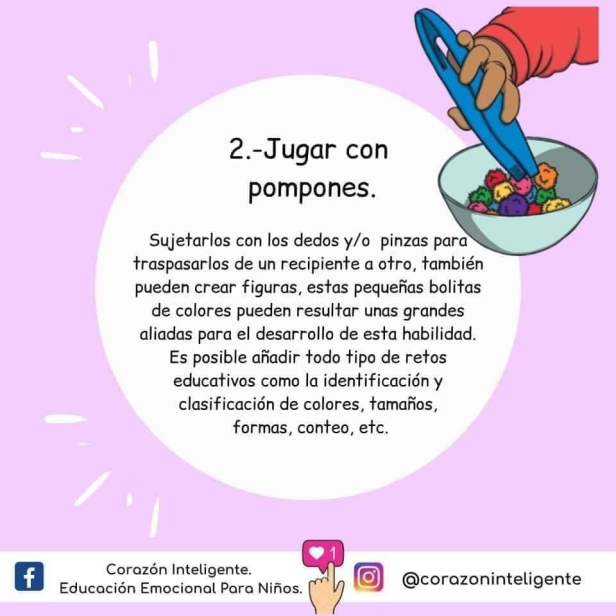 2.-Jugar con
pompones.
Sujetarlos con los dedos y/o pinzas para
traspasarlos de un recipiente a otro, también
pueden crear figuras, estas pequeñas bolitas
de colores pueden resultar unas grandes
aliadas para el desarrollo de esta habilidad.
Es posible añadir todo tipo de retos
educativos como la identificación y
clasificación de colores, tamaños,
formas, conteo, etc.
1
Corazón Inteligente.
Educación Emocional Para Niños.
@corazoninteligente